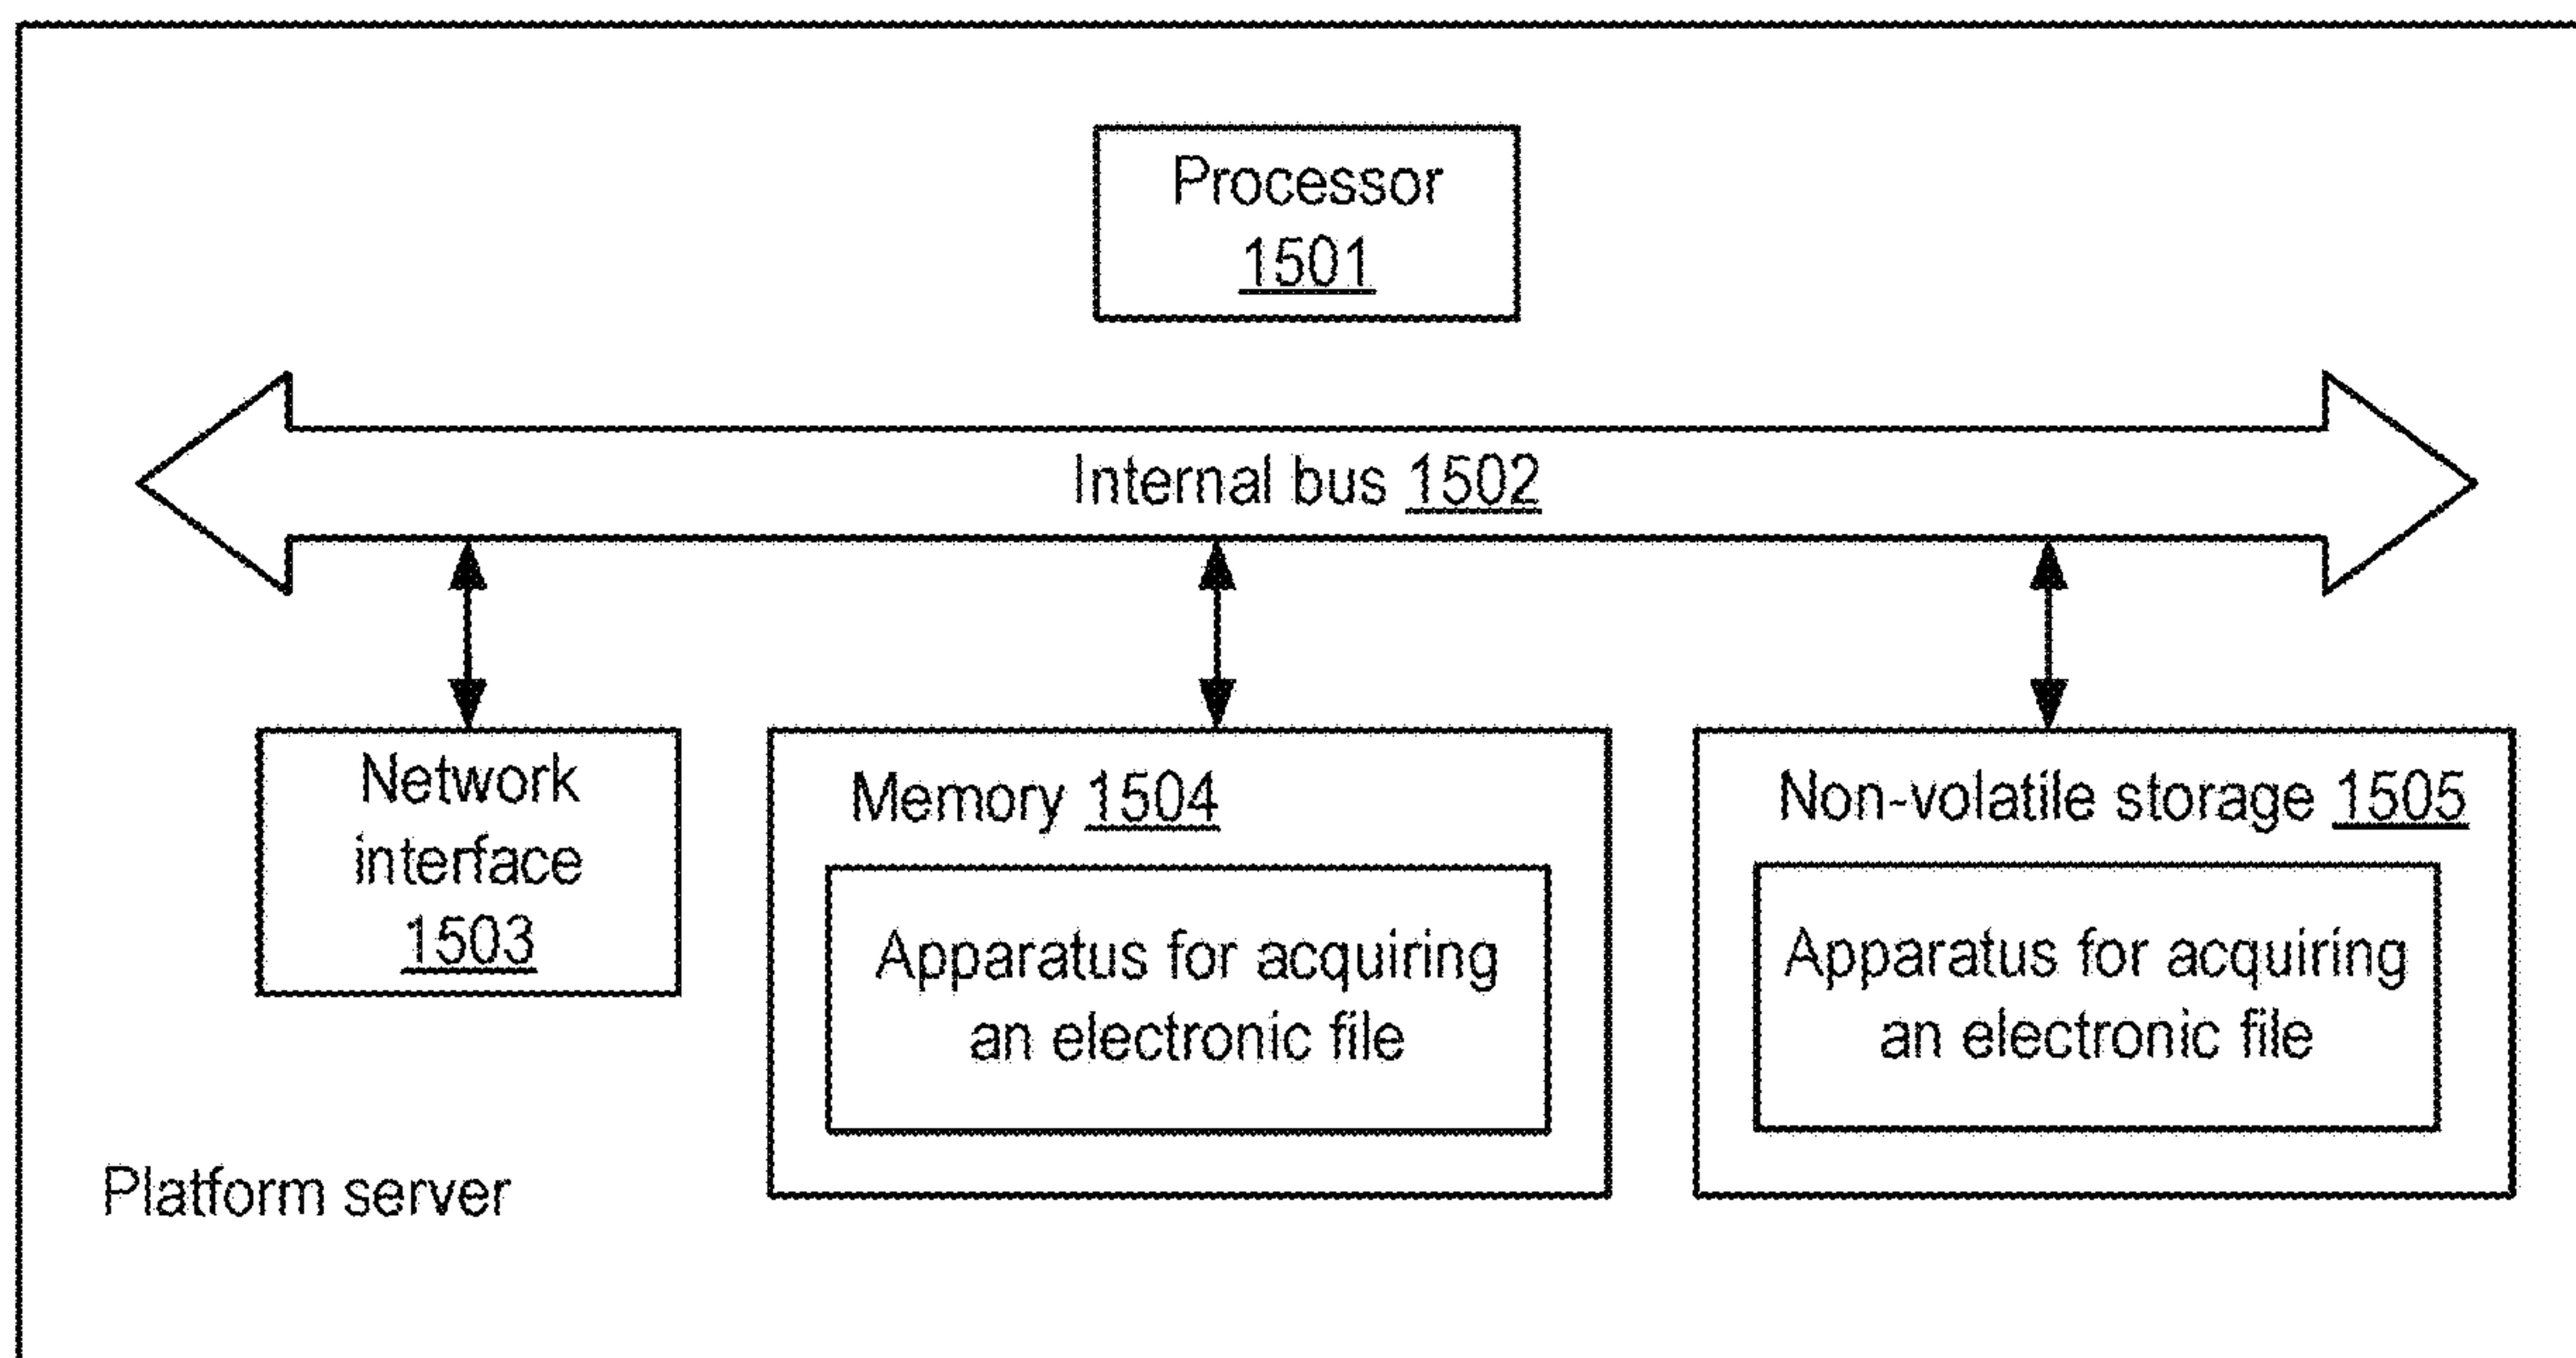 Processor
1501
Internal bus 1502
Network
interface
1503
Memory 1504
Apparatus for acquiring
an electronic file
Non-volatile storage 1505
Apparatus for acquiring
an electronic file
Platform server